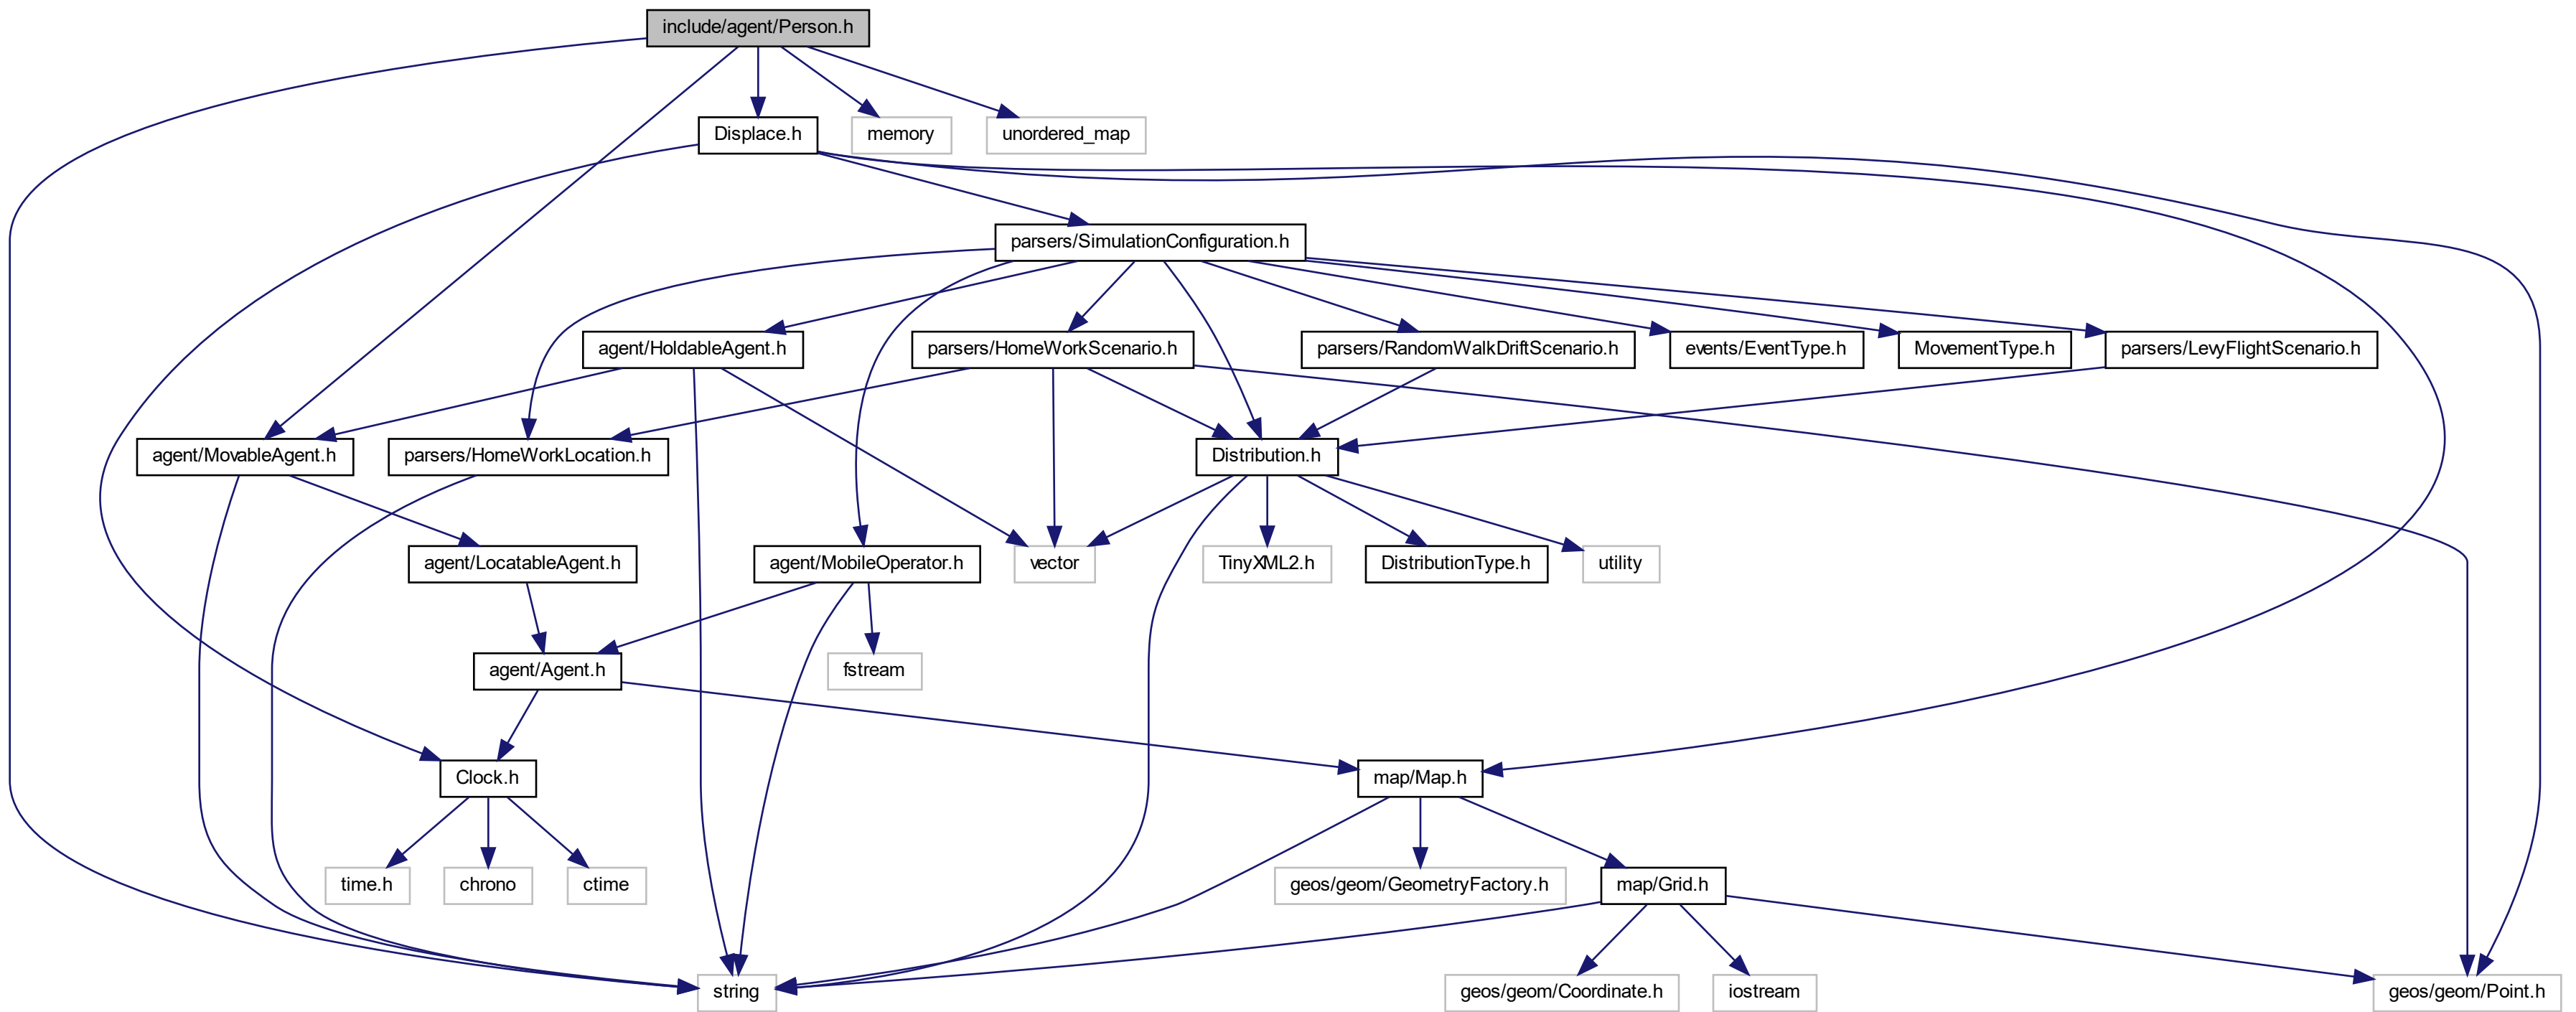 include/agent/Person.h
Displace.h
memory
unordered_map
parsers/SimulationConfiguration.h
agent/HoldableAgent.h
parsers/HomeWorkScenario.h
parsers/RandomWalkDriftScenario.h
events/EventType.h
MovementType.h
parsers/LevyFlightScenario.h
agent/MovableAgent.h
parsers/HomeWorkLocation.h
Distribution.h
agent/LocatableAgent.h
agent/MobileOperator.h
vector
TinyXML2.h
DistributionType.h
utility
agent/Agent.h
fstream
Clock.h
map/Map.h
time.h
chrono
ctime
geos/geom/GeometryFactory.h
map/Grid.h
string
geos/geom/Coordinate.h
iostream
geos/geom/Point.h